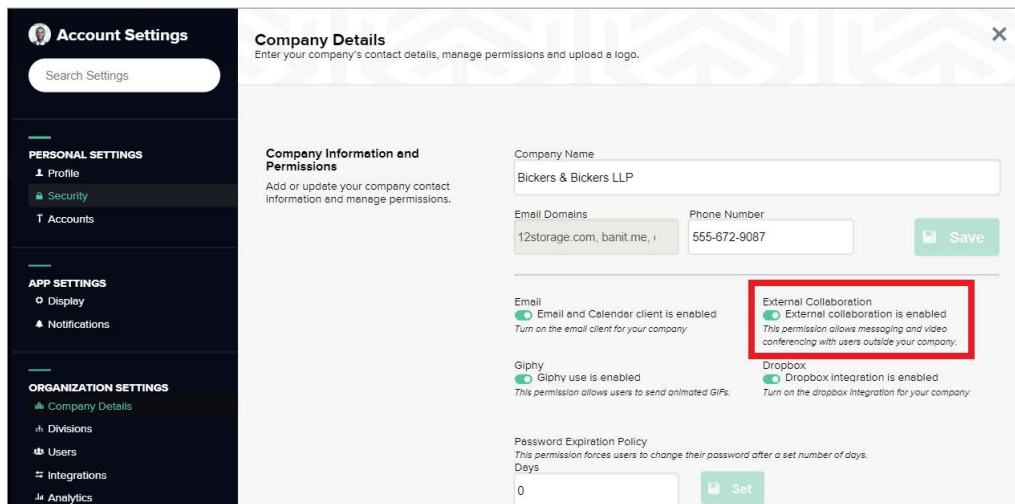 Account Settings
Search Settings
PERSONAL SETTINGS
Profile
Security
Accounts
APP SETTINGS
Display
Notifications
ORGANIZATION SETTINGS
Company Details
Divisions
Users
Integrations
Analytics
Company Details
Enter your company's contact details, manage permissions and upload a logo.
Company Information and
Permissions
Add or update your company contact
information and manage permissions.
Company Name
Bickers & Bickers LLP
Email Domains
Phone Number
12storage.com, banit.me,
555-672-9087
Save
Email
Email and Calendar client is enabled
Turn on the email client for your company
External Collaboration
External collaboration is enabled
This permission allows messaging and video
conferencing with users outside your company.
Giphy
Giphy use is enabled
This permission allows users to send animated GIFs.
Dropbox
Dropbox integration is enabled
Turn on the dropbox integration for your company
Password Expiration Policy
This permission forces users to change their password after a set number of days.
Days
0
Set